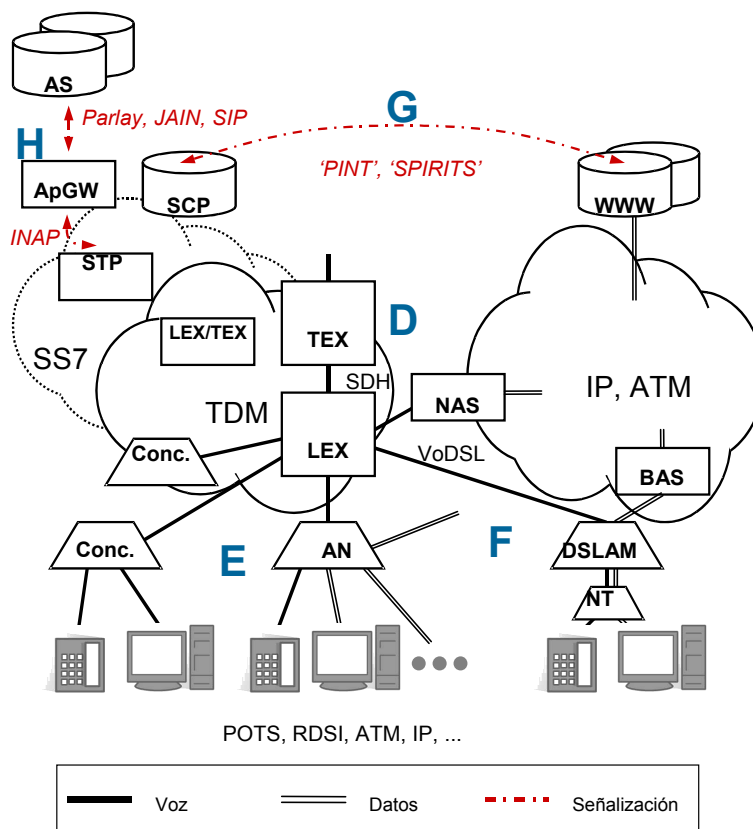 AS
Parlay, JAIN, SIP
G
H
ApGW
SCP
'PINT', 'SPIRITS'
WWW
INAP
STP
LEX/TEX
TEX
D
SS7
SDH
IP, ATM
TDM
NAS
Conc.
LEX
VoDSL
BAS
Conc.
E
AN
F
DSLAM
NT
POTS, RDSI, ATM, IP, ...
Voz
Datos
Señalización